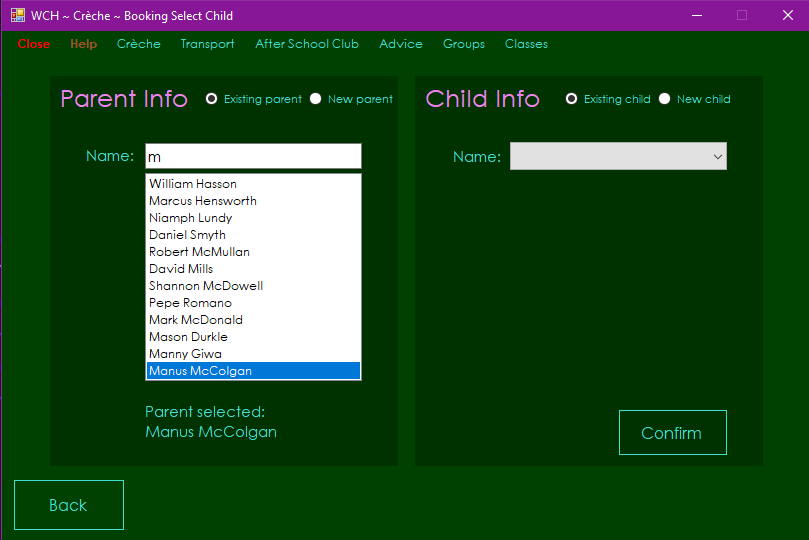 WCH ~ Crèche ~ Booking Select Child
Close Help Crèche Transport After School Club Advice Groups Classes
Parent Info Existing parent New parent
Name: m
William Hasson
Marcus Hensworth
Niamph Lundy
Daniel Smyth
Robert McMullan
David Mills
Shannon McDowell
Pepe Romano
Mark McDonald
Mason Durkle
Manny Giwa
Manus McColgan
Parent selected:
Manus McColgan
Child Info Existing child New child
Name:
Confirm
Back